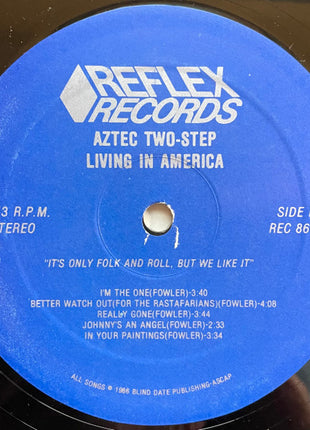 REFLEX
RECORDS
AZTEC TWO-STEP
LIVING IN AMERICA
3 R.P.M.
SIDE
TEREO
REC 86
"IT'S ONLY FOLK AND ROLL, BUT WE LIKE IT"
I'M THE ONE(FOWLER)-3:40
BETTER WATCH OUT(FOR THE RASTAFARIANS)(FOWLER)-4:08
REALLY GONE(FOWLER)-3:44
JOHNNY'S AN ANGEL(FOWLER)-2:33
IN YOUR PAINTINGS(FOWLER)-3:34
ALL SONGS © 1986 BLIND DATE PUBLISHING-ASCAP